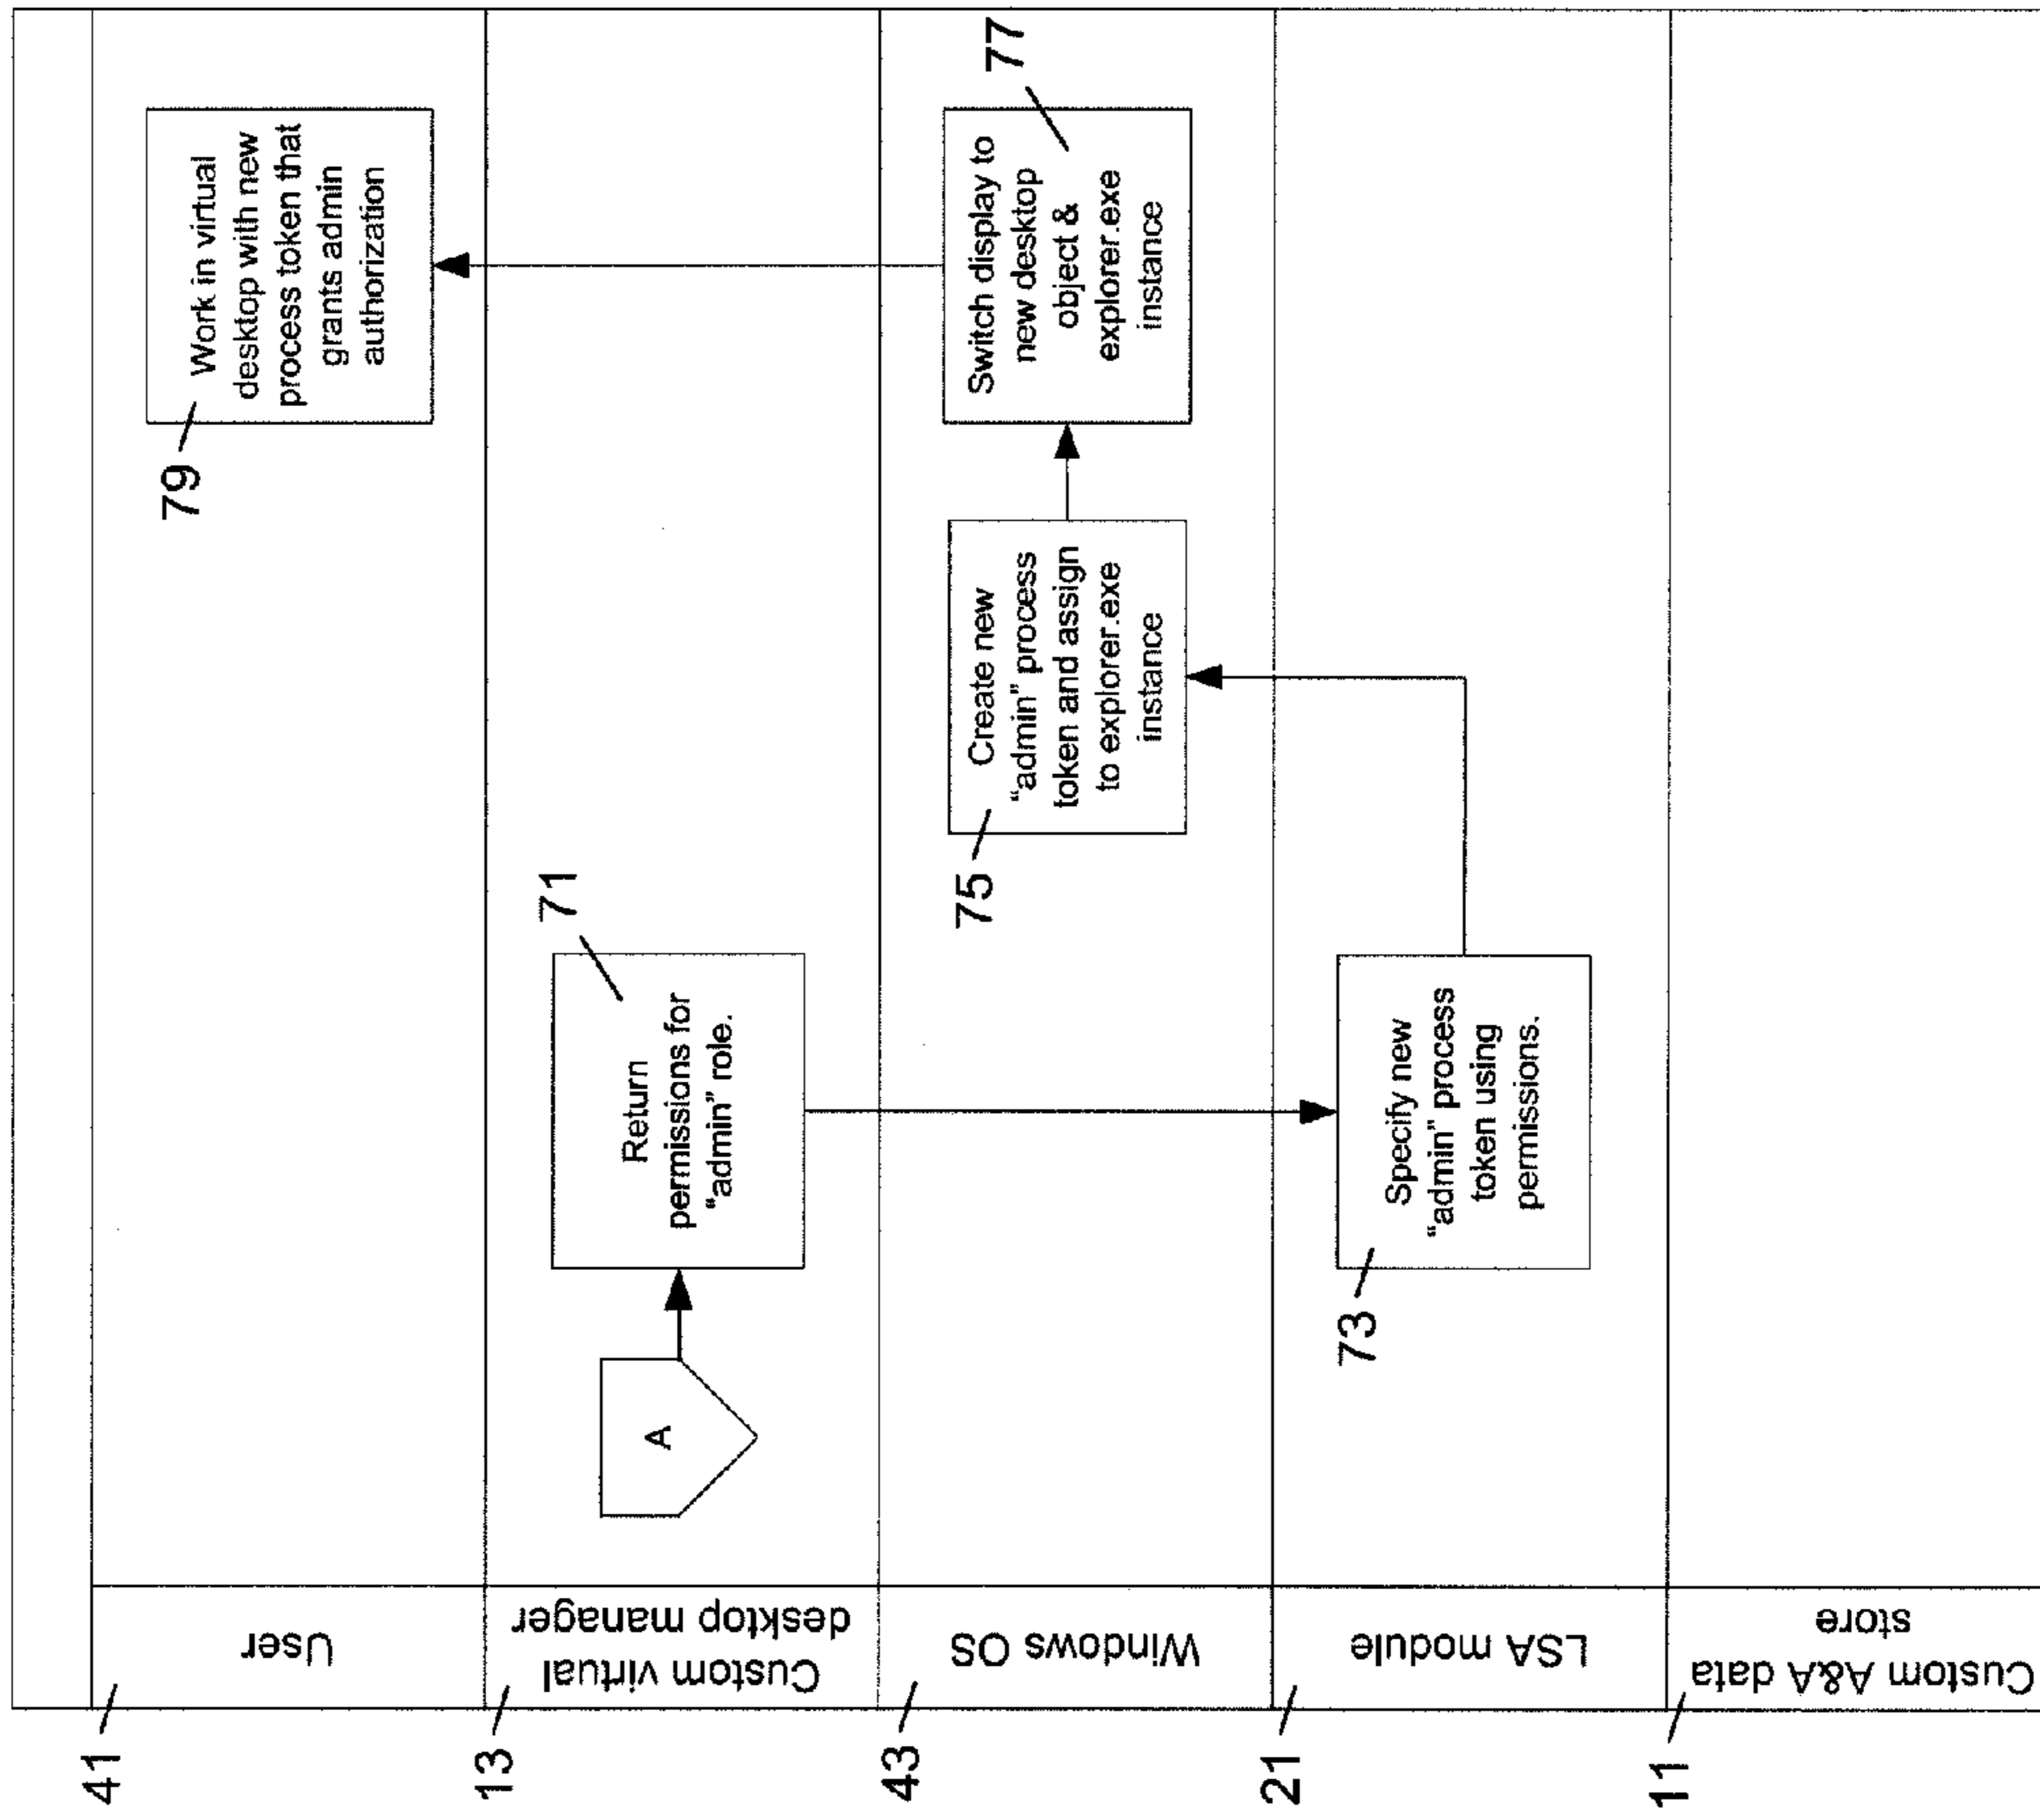 41
User
79
Work in virtual
desktop with new
process token that
grants admin
authorization
13
Custom virtual
desktop manager
A
71
Return
permissions for
“admin” role.
43
Windows OS
75
Create new
“admin” process
token and assign
to explorer.exe
instance
77
Switch display to
new desktop
object &
explorer.exe
instance
21
LSA module
73
Specify new
“admin” process
token using
permissions.
11
Custom A&A data
store